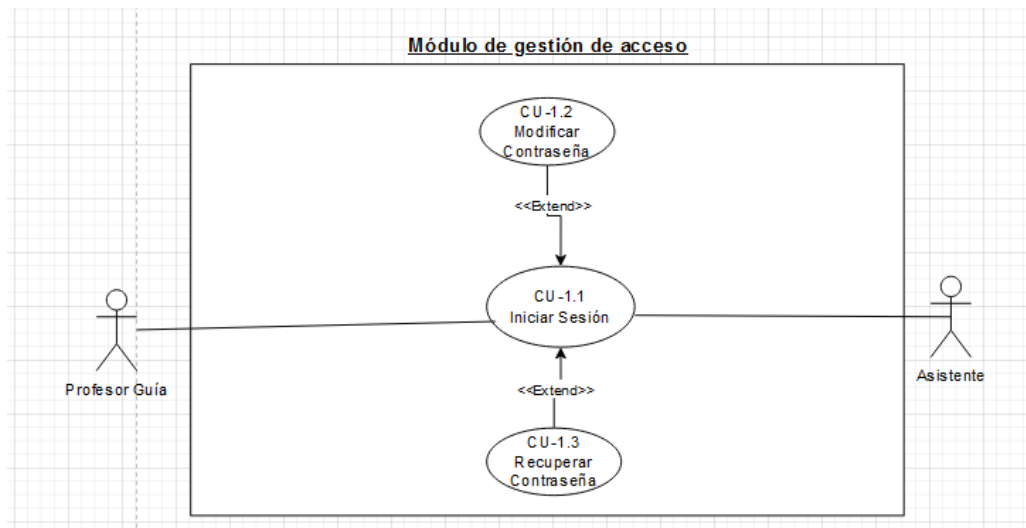 Módulo de gestión de acceso
CU-1.2
Modificar
Contraseña
<<Extend>>
CU-1.1
Iniciar Sesión
Profesor Guía
Asistente
<<Extend>>
CU-1.3
Recuperar
Contraseña